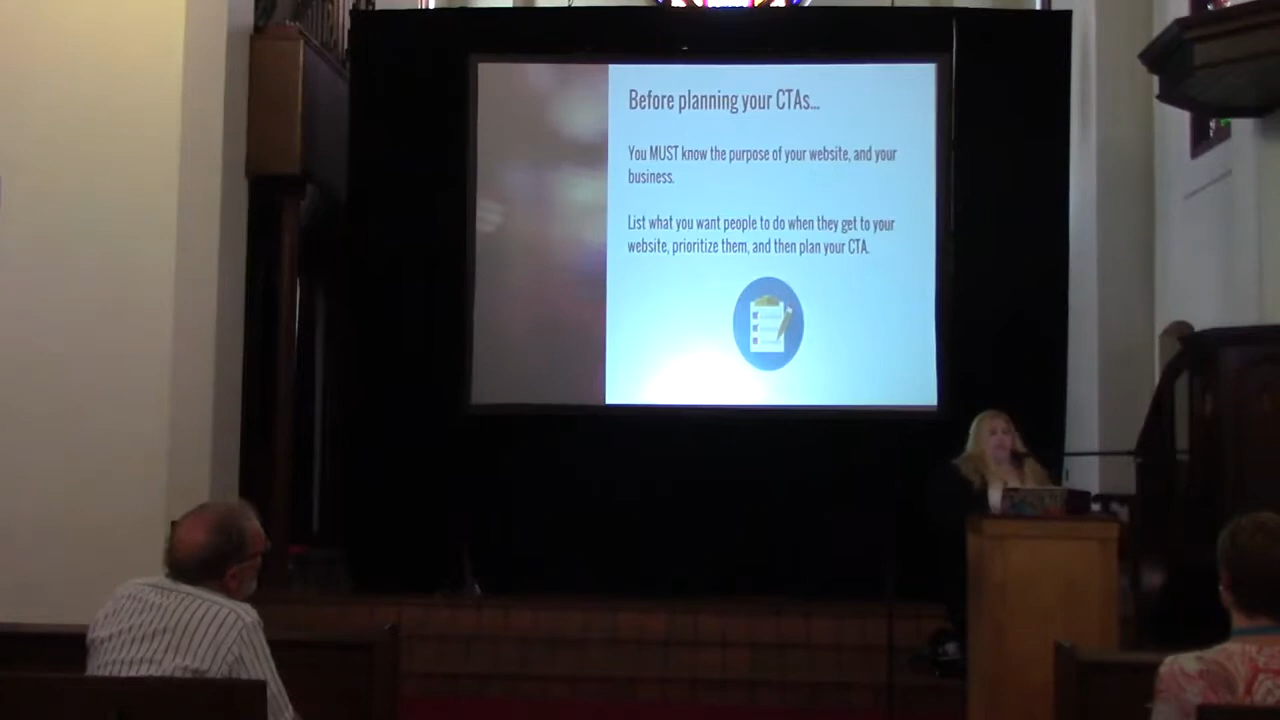 Before planning your CTAs...
You MUST know the purpose of your website, and your
business.
List what you want people to do when they get to your
website, prioritize them, and then plan your CTA.